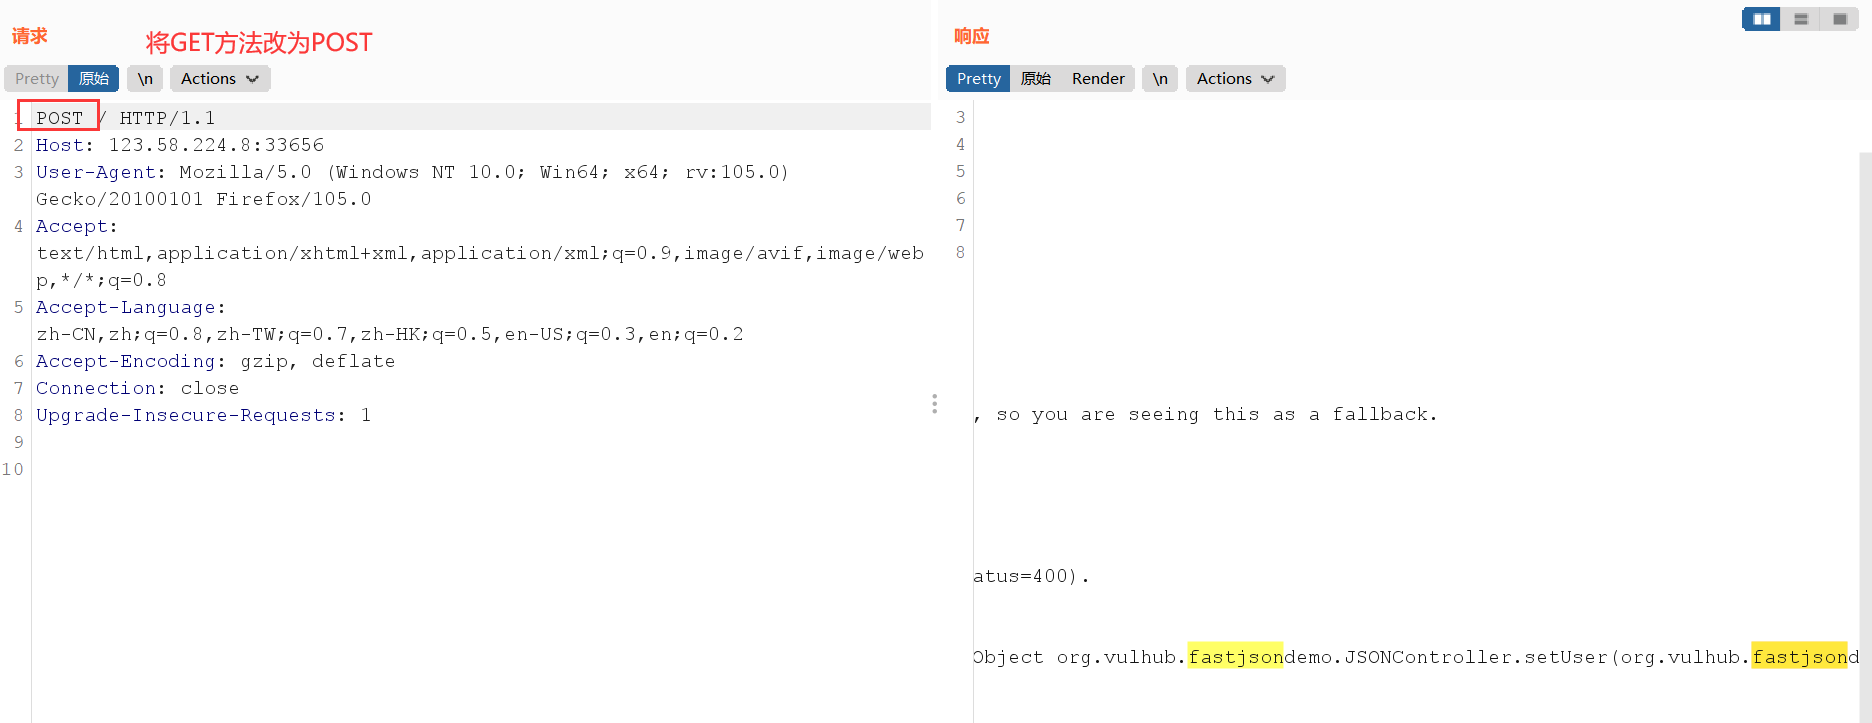 请求
将GET方法改为POST
Pretty 原始 \n Actions
1 POST / HTTP/1.1
2 Host: 123.58.224.8:33656
3 User-Agent: Mozilla/5.0 (Windows NT 10.0; Win64; x64; rv:105.0)
Gecko/20100101 Firefox/105.0
4 Accept:
text/html,application/xhtml+xml,application/xml;q=0.9,image/avif,image/web
p,*/*;q=0.8
5 Accept-Language:
zh-CN,zh;q=0.8,zh-TW;q=0.7,zh-HK;q=0.5,en-US;q=0.3,en;q=0.2
6 Accept-Encoding: gzip, deflate
7 Connection: close
8 Upgrade-Insecure-Requests: 1
9
10
响应
Pretty 原始 Render \n Actions
3
4
5
6
7
8
, so you are seeing this as a fallback.
atus=400).
Object org.vulhub.fastjsondemo.JSONController.setUser(org.vulhub.fastjsond